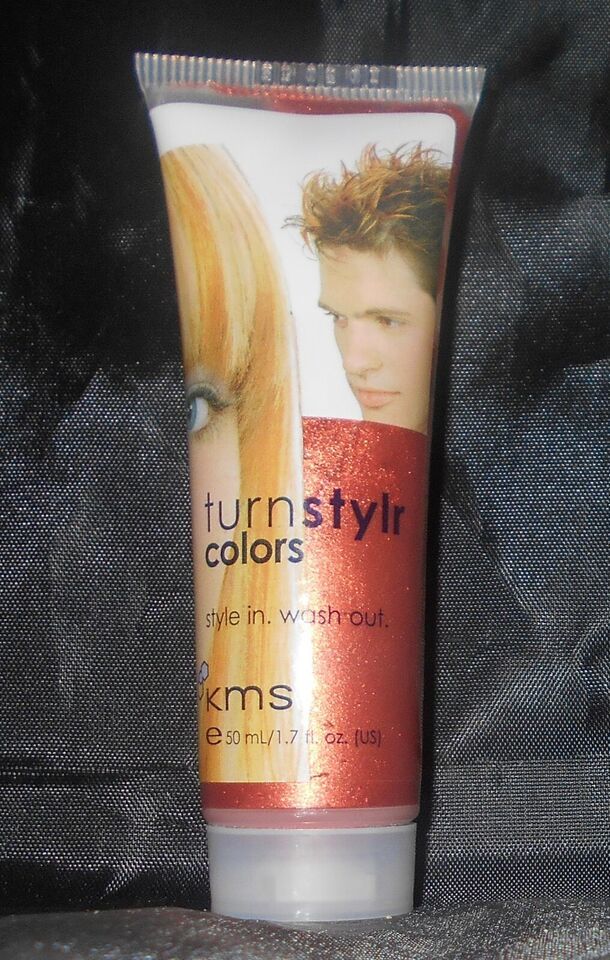 turnstylr
colors
style in. wash out.
kms
e 50 mL/1.7 fl. oz. (US)